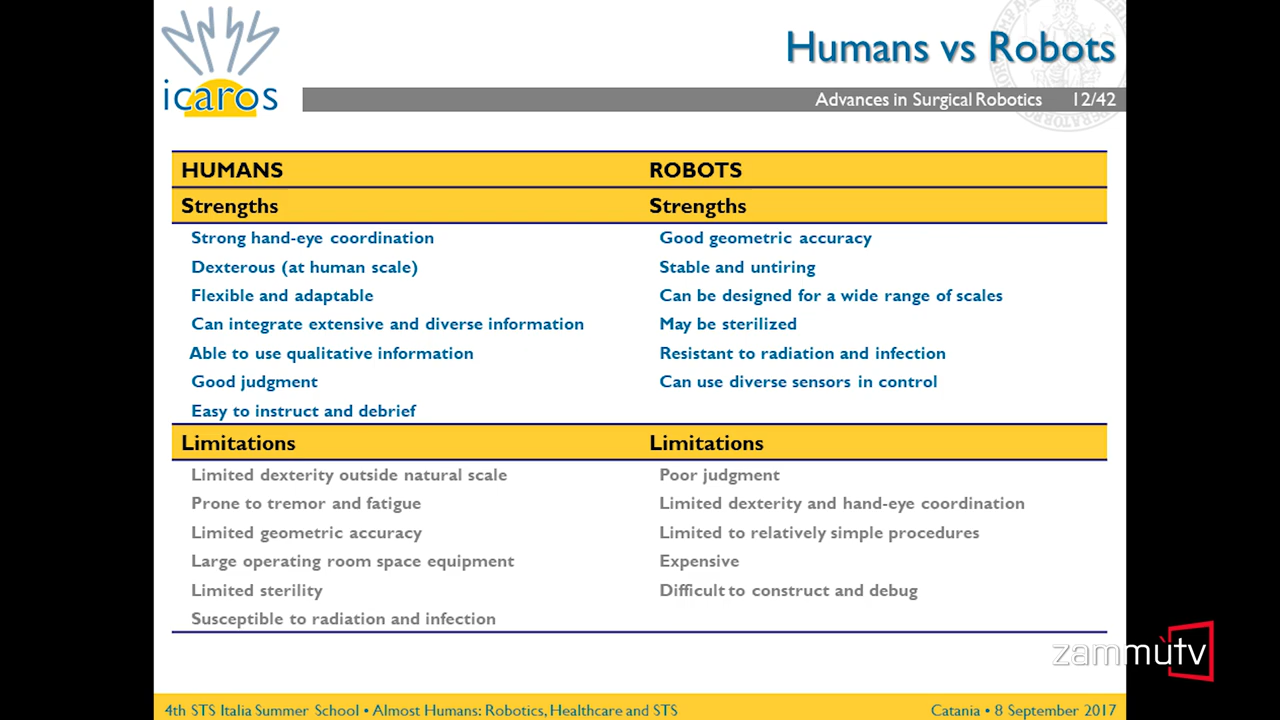 icaros
Humans vs Robots
Advances in Surgical Robotics 12/42
HUMANS ROBOTS
Strengths Strengths
Strong hand-eye coordination Good geometric accuracy
Dexterous (at human scale) Stable and untiring
Flexible and adaptable Can be designed for a wide range of scales
Can integrate extensive and diverse information May be sterilized
Able to use qualitative information Resistant to radiation and infection
Good judgment Can use diverse sensors in control
Easy to instruct and debrief
Limitations Limitations
Limited dexterity outside natural scale Poor judgment
Prone to tremor and fatigue Limited dexterity and hand-eye coordination
Limited geometric accuracy Limited to relatively simple procedures
Large operating room space equipment Expensive
Limited sterility Difficult to construct and debug
Susceptible to radiation and infection
zammùtv
4th STS Italia Summer School • Almost Humans: Robotics, Healthcare and STS Catania • 8 September 2017